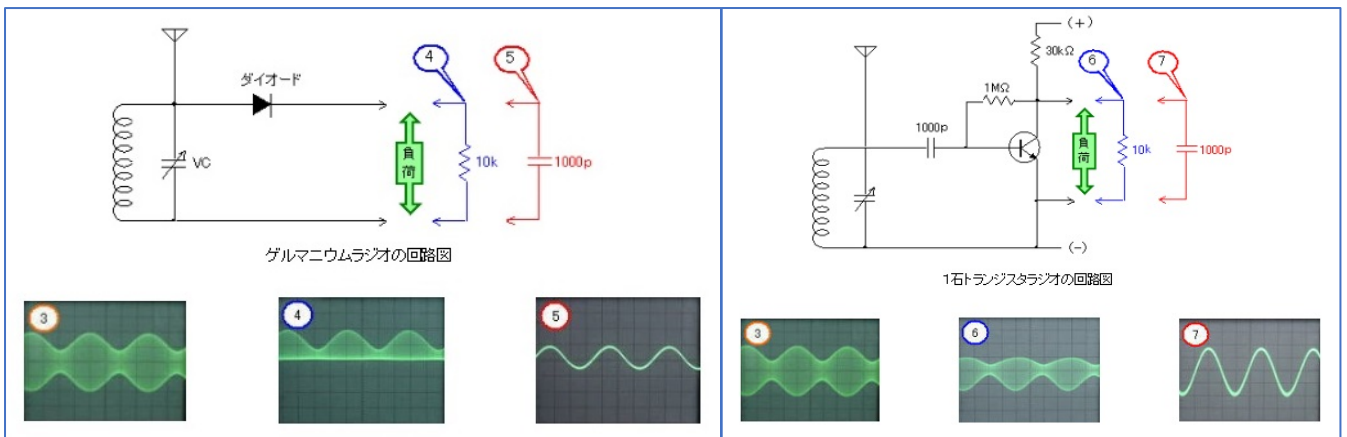 ④
⑤
ダイオード
VC
負荷
10k
1000p
ゲルマニウムラジオの回路図
③
④
⑤
(+)
30kΩ
⑥
⑦
1MΩ
1000p
負荷
10k
1000p
(-)
1石トランジスタラジオの回路図
③
⑥
⑦